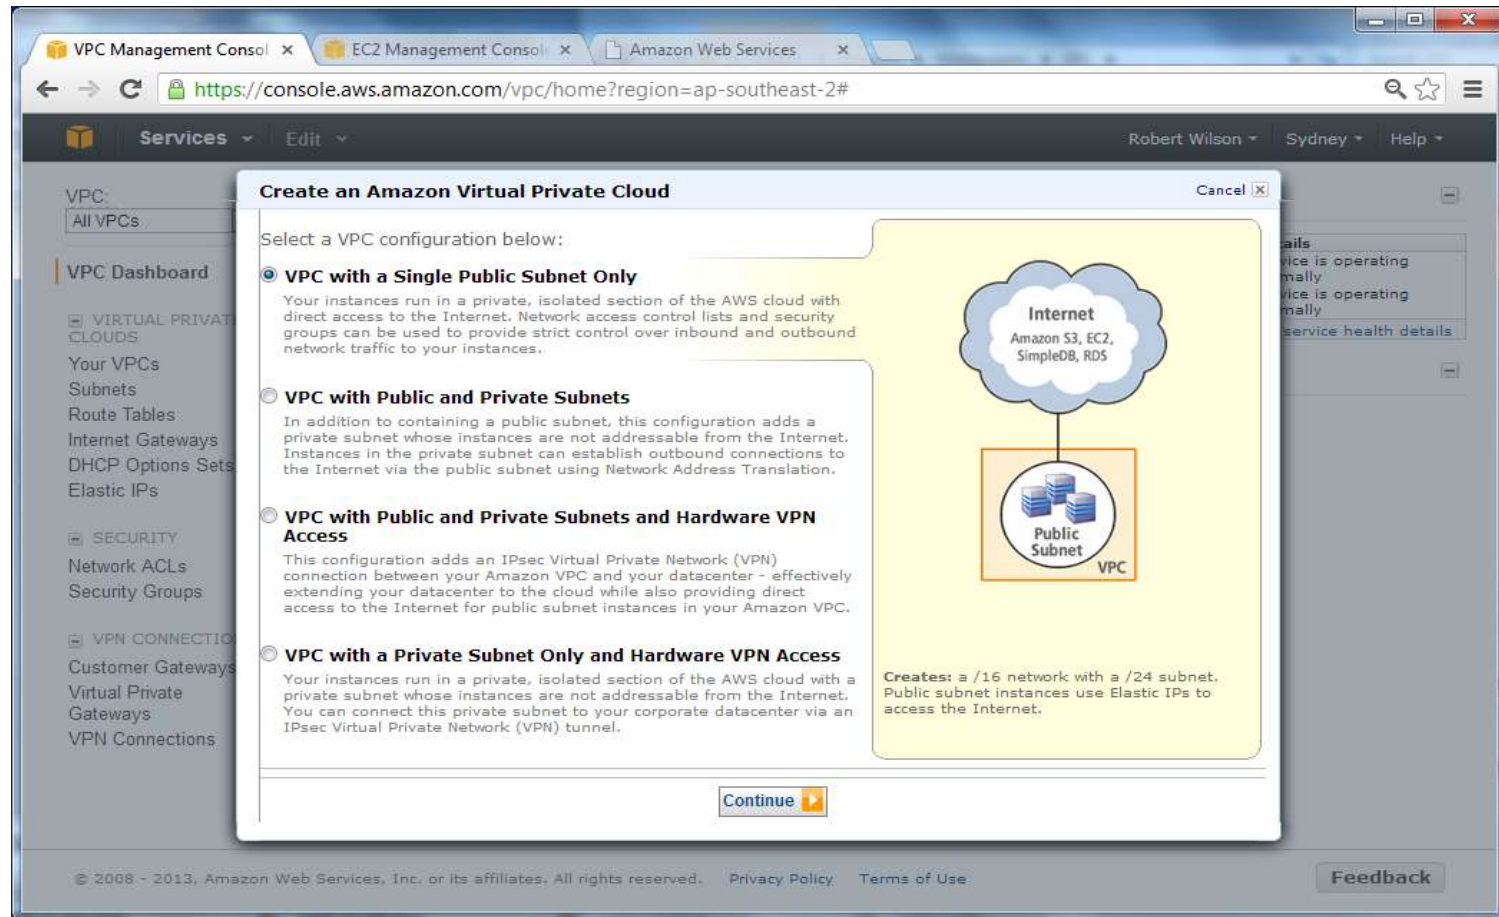 VPC Management Consol
EC2 Management Consol
Amazon Web Services
https://console.aws.amazon.com/vpc/home?region=ap-southeast-2#
Services
Edit
Robert Wilson
Sydney
Help
VPC:
All VPCs
VPC Dashboard
VIRTUAL PRIVAT
CLOUDS
Your VPCs
Subnets
Route Tables
Internet Gateways
DHCP Options Sets
Elastic IPs
SECURITY
Network ACLs
Security Groups
VPN CONNECTIO
Customer Gateways
Virtual Private
Gateways
VPN Connections
Create an Amazon Virtual Private Cloud
Cancel
Select a VPC configuration below:
VPC with a Single Public Subnet Only
Your instances run in a private, isolated section of the AWS cloud with
direct access to the Internet. Network access control lists and security
groups can be used to provide strict control over inbound and outbound
network traffic to your instances.
VPC with Public and Private Subnets
In addition to containing a public subnet, this configuration adds a
private subnet whose instances are not addressable from the Internet.
Instances in the private subnet can establish outbound connections to
the Internet via the public subnet using Network Address Translation.
VPC with Public and Private Subnets and Hardware VPN
Access
This configuration adds an IPsec Virtual Private Network (VPN)
connection between your Amazon VPC and your datacenter - effectively
extending your datacenter to the cloud while also providing direct
access to the Internet for public subnet instances in your Amazon VPC.
VPC with a Private Subnet Only and Hardware VPN Access
Your instances run in a private, isolated section of the AWS cloud with a
private subnet whose instances are not addressable from the Internet.
You can connect this private subnet to your corporate datacenter via an
IPsec Virtual Private Network (VPN) tunnel.
Internet
Amazon S3, EC2,
SimpleDB, RDS
Public
Subnet
VPC
Creates: a /16 network with a /24 subnet.
Public subnet instances use Elastic IPs to
access the Internet.
Continue
ails
vice is operating
mally
vice is operating
mally
service health details
© 2008 - 2013, Amazon Web Services, Inc. or its affiliates. All rights reserved.
Privacy Policy
Terms of Use
Feedback